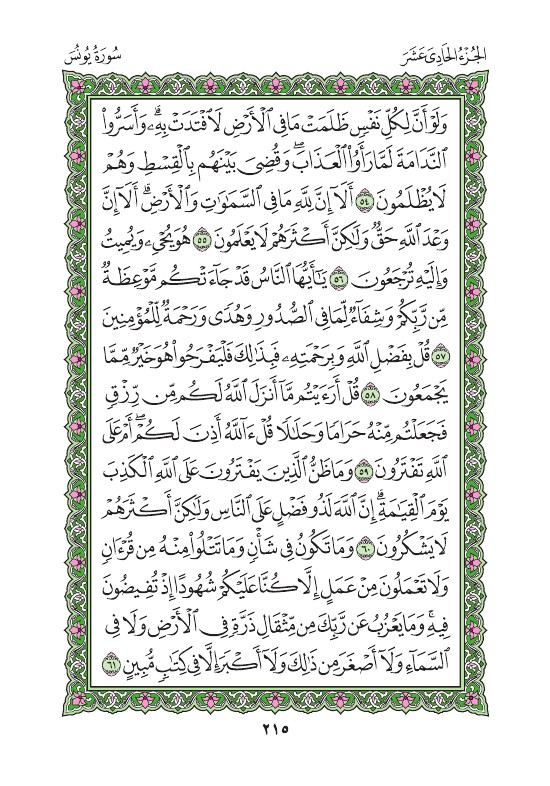 الجُزْءُ الحَادِي عَشَرَ
سُورَةُ يُونُسَ
وَلَوْ أَنَّ لِكُلِّ نَفْسٍ ظَلَمَتْ مَا فِي ٱلْأَرْضِ لَٱفْتَدَتْ بِهِۦۗ وَأَسَرُّوا۟
ٱلنَّدَامَةَ لَمَّا رَأَوُا۟ ٱلْعَذَابَۖ وَقُضِيَ بَيْنَهُم بِٱلْقِسْطِ وَهُمْ
لَا يُظْلَمُونَ ٥٤ أَلَآ إِنَّ لِلَّهِ مَا فِي ٱلسَّمَٰوَٰتِ وَٱلْأَرْضِۗ أَلَآ إِنَّ
وَعْدَ ٱللَّهِ حَقٌّ وَلَٰكِنَّ أَكْثَرَهُمْ لَا يَعْلَمُونَ ٥٥ هُوَ يُحْيِۦ وَيُمِيتُ
وَإِلَيْهِ تُرْجَعُونَ ٥٦ يَٰٓأَيُّهَا ٱلنَّاسُ قَدْ جَآءَتْكُم مَّوْعِظَةٌ
مِّن رَّبِّكُمْ وَشِفَآءٌ لِّمَا فِي ٱلصُّدُورِ وَهُدًى وَرَحْمَةٌ لِّلْمُؤْمِنِينَ
٥٧ قُلْ بِفَضْلِ ٱللَّهِ وَبِرَحْمَتِهِۦ فَبِذَٰلِكَ فَلْيَفْرَحُوا۟ هُوَ خَيْرٌ مِّمَّا
يَجْمَعُونَ ٥٨ قُلْ أَرَءَيْتُم مَّآ أَنزَلَ ٱللَّهُ لَكُم مِّن رِّزْقٍ
فَجَعَلْتُم مِّنْهُ حَرَامًا وَحَلَٰلًا قُلْ ءَآللَّهُ أَذِنَ لَكُمْۖ أَمْ عَلَى
ٱللَّهِ تَفْتَرُونَ ٥٩ وَمَا ظَنُّ ٱلَّذِينَ يَفْتَرُونَ عَلَى ٱللَّهِ ٱلْكَذِبَ
يَوْمَ ٱلْقِيَٰمَةِۗ إِنَّ ٱللَّهَ لَذُو فَضْلٍ عَلَى ٱلنَّاسِ وَلَٰكِنَّ أَكْثَرَهُمْ
لَا يَشْكُرُونَ ٦٠ وَمَا تَكُونُ فِي شَأْنٍ وَمَا تَتْلُوا۟ مِنْهُ مِن قُرْءَانٍ
وَلَا تَعْمَلُونَ مِنْ عَمَلٍ إِلَّا كُنَّا عَلَيْكُمْ شُهُودًا إِذْ تُفِيضُونَ
فِيهِۚ وَمَا يَعْزُبُ عَن رَّبِّكَ مِن مِّثْقَالِ ذَرَّةٍ فِي ٱلْأَرْضِ وَلَا فِي
ٱلسَّمَآءِ وَلَآ أَصْغَرَ مِن ذَٰلِكَ وَلَآ أَكْبَرَ إِلَّا فِي كِتَٰبٍ مُّبِينٍ ٦١
٢١٥